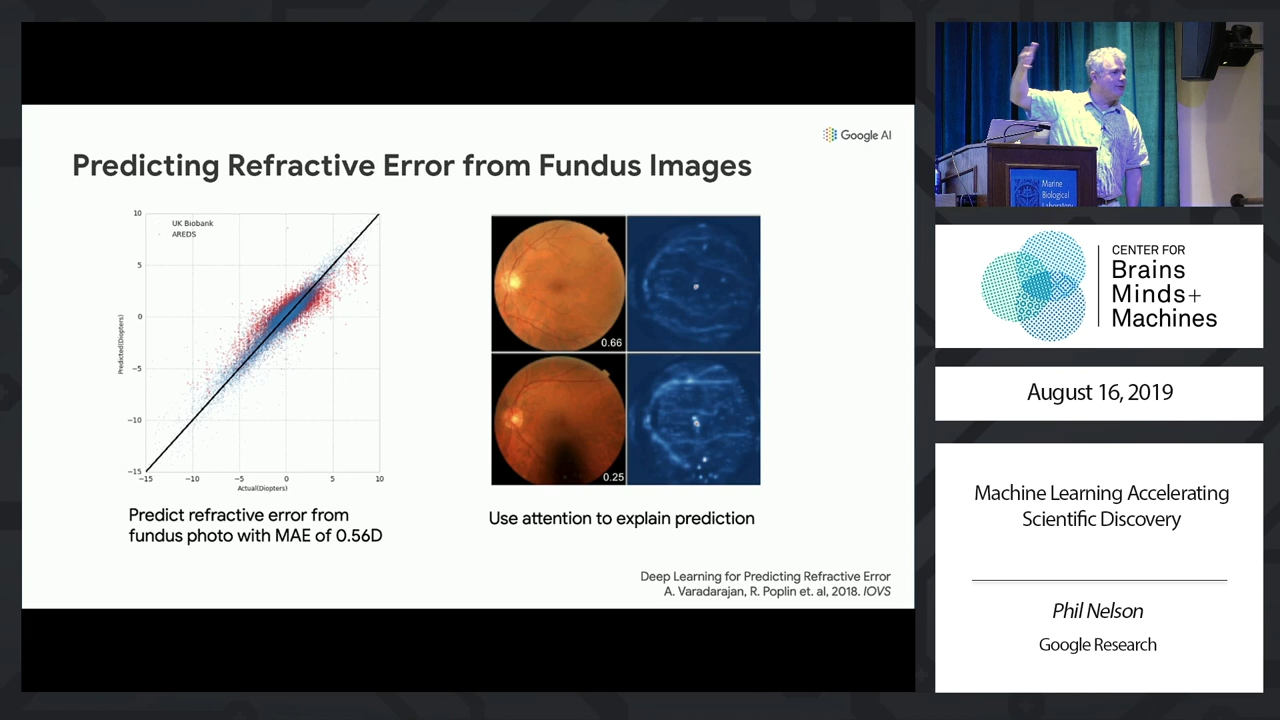 Google AI
Predicting Refractive Error from Fundus Images
UK Biobank
AREDS
10
5
0
−5
−10
−15
−15
−10
−5
0
5
10
Predicted(Diopters)
Actual(Diopters)
0.66
0.25
Predict refractive error from
fundus photo with MAE of 0.56D
Use attention to explain prediction
Deep Learning for Predicting Refractive Error
A. Varadarajan, R. Poplin et. al, 2018. IOVS
Marine
Biological
Laboratory
CENTER FOR
Brains
Minds+
Machines
August 16, 2019
Machine Learning Accelerating
Scientific Discovery
Phil Nelson
Google Research